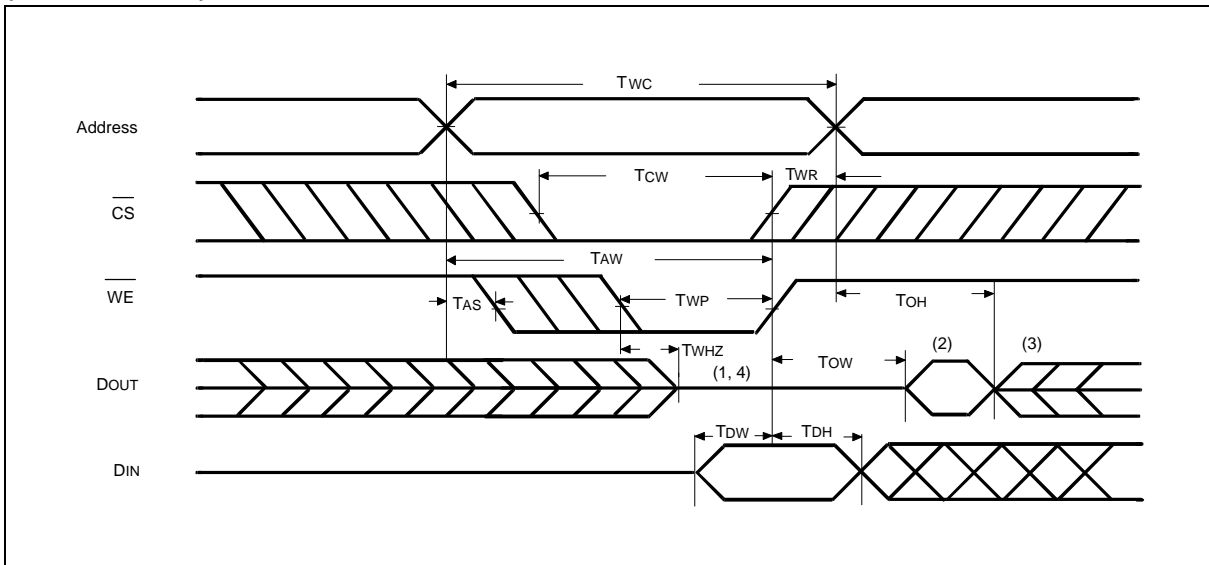 TWC
Address
TCW
TWR
CS
TAW
WE
TAS
TWP
TOH
TWHZ
(1, 4)
TOW
(2)
(3)
DOUT
TDW
TDH
DIN